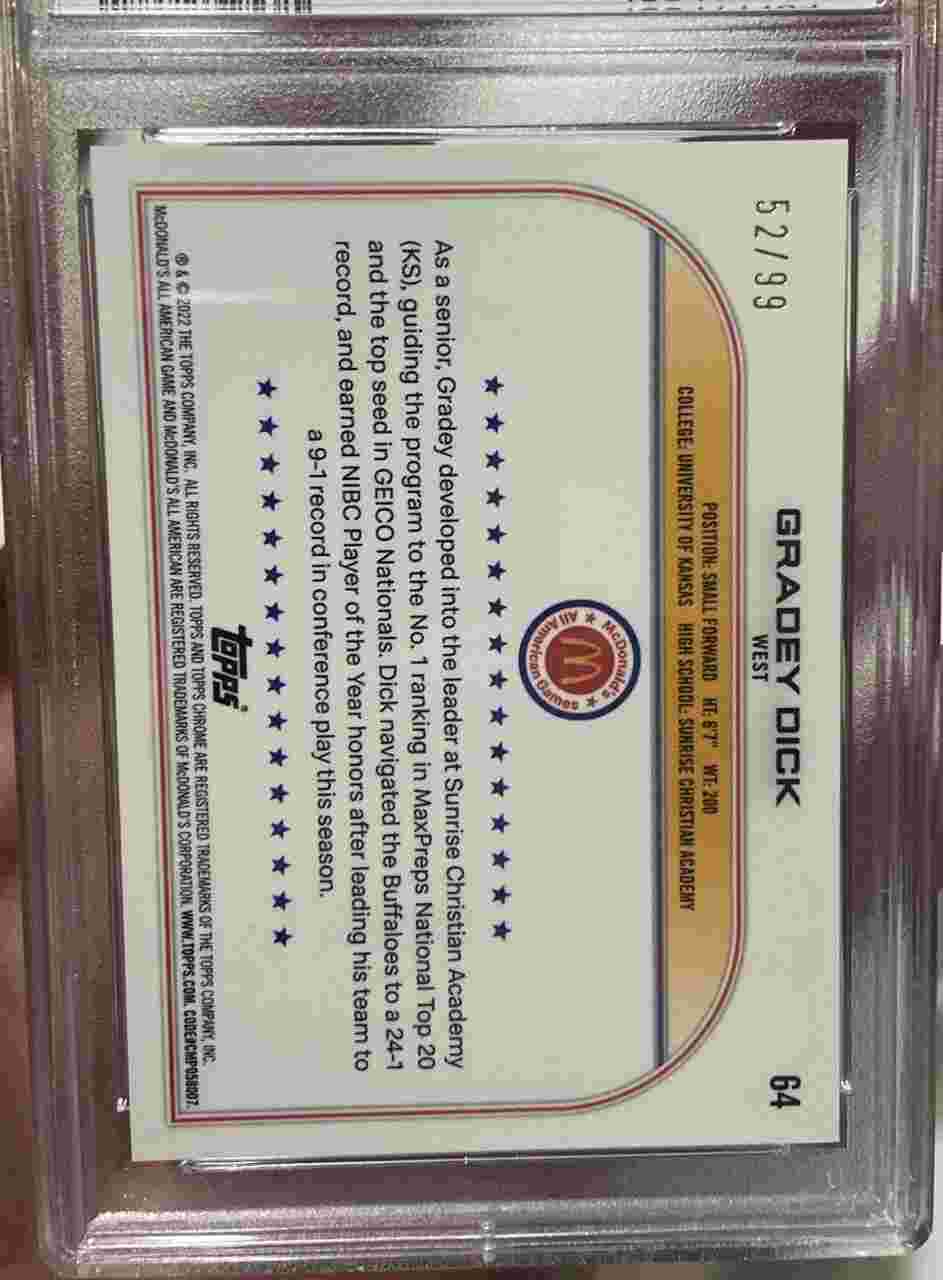 52/99
64
GRADEY DICK
WEST
POSITION: SMALL FORWARD HT: 6'7" WT: 200
COLLEGE: UNIVERSITY OF KANSAS HIGH SCHOOL: SUNRISE CHRISTIAN ACADEMY
McDonald's
All American Games
As a senior, Gradey developed into the leader at Sunrise Christian Academy
(KS), guiding the program to the No. 1 ranking in MaxPreps National Top 20
and the top seed in GEICO Nationals. Dick navigated the Buffaloes to a 24-1
record, and earned NIBC Player of the Year honors after leading his team to
a 9-1 record in conference play this season.
topps®
℗ & © 2022 THE TOPPS COMPANY, INC. ALL RIGHTS RESERVED. TOPPS AND TOPPS CHROME ARE REGISTERED TRADEMARKS OF THE TOPPS COMPANY, INC.
McDONALD'S ALL AMERICAN GAME AND McDONALD'S ALL AMERICAN ARE REGISTERED TRADEMARKS OF McDONALD'S CORPORATION. WWW.TOPPS.COM. CODE#CMP058007.